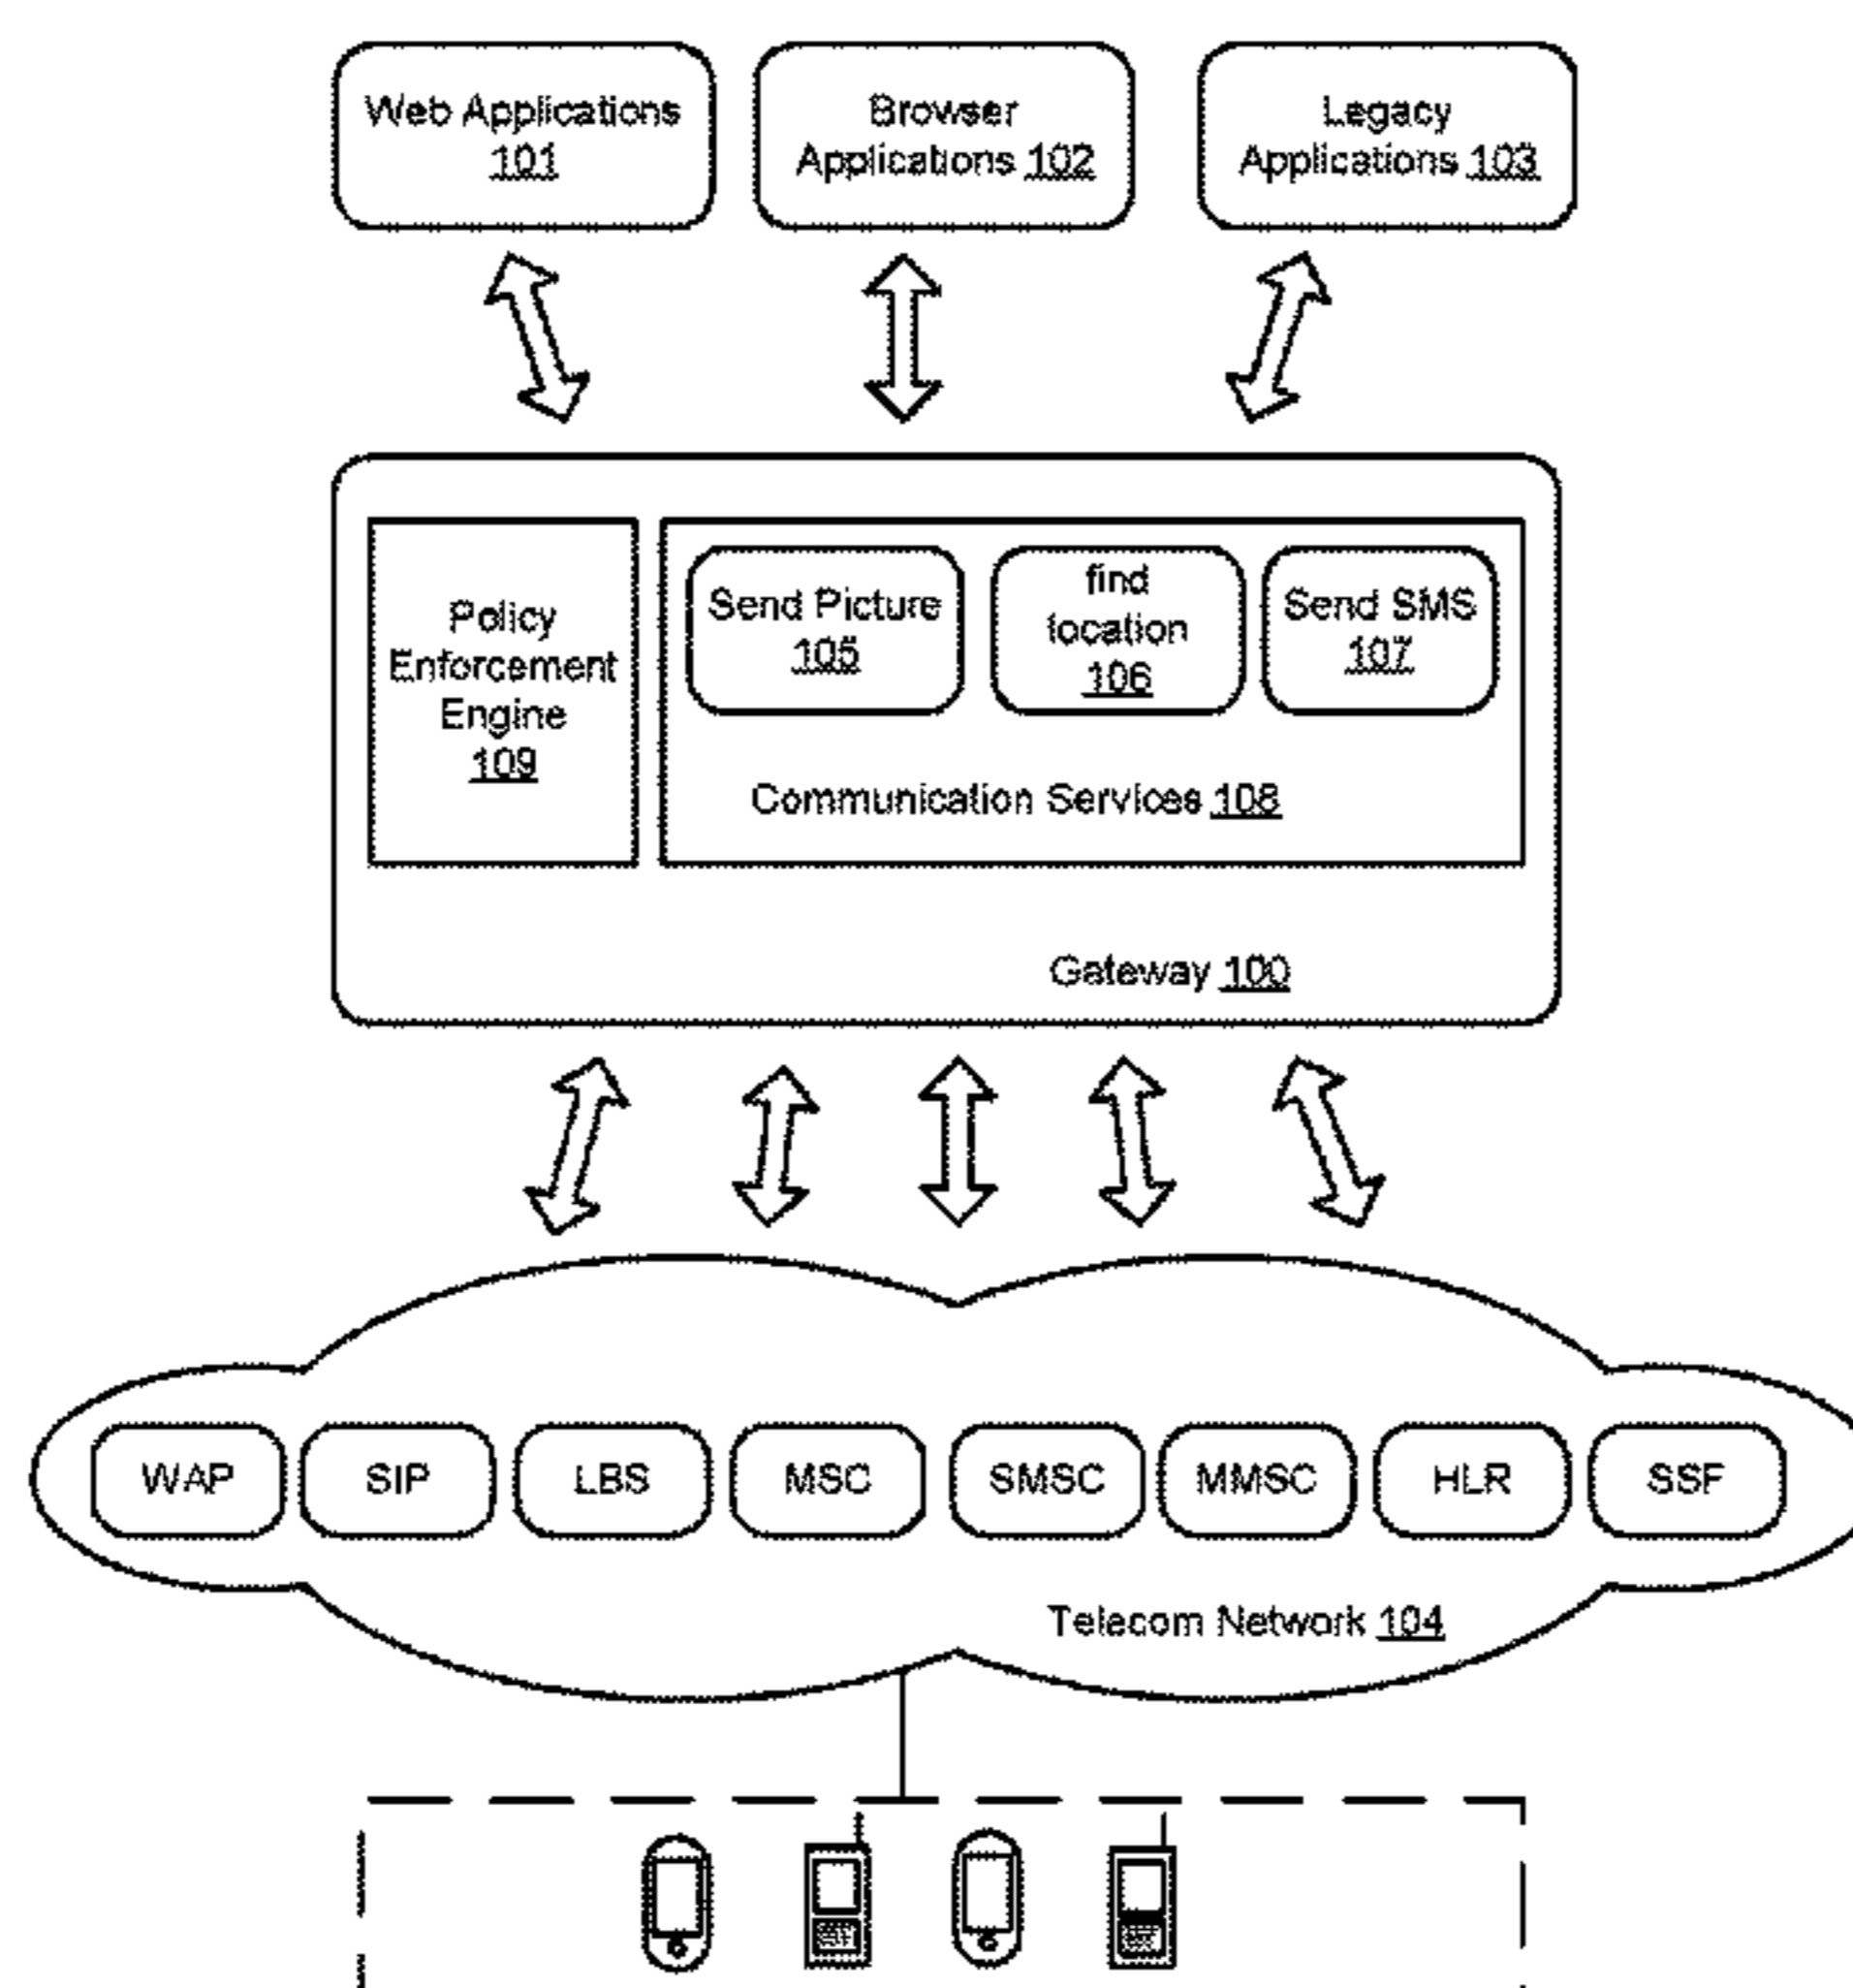 Web Applications
101
Browser
Applications 102
Legacy
Applications 103
Policy
Enforcement
Engine
109
Send Picture
105
find
location
106
Send SMS
107
Communication Services 108
Gateway 100
WAP
SIP
LBS
MSC
SMSC
MMSC
HLR
SSF
Telecom Network 104